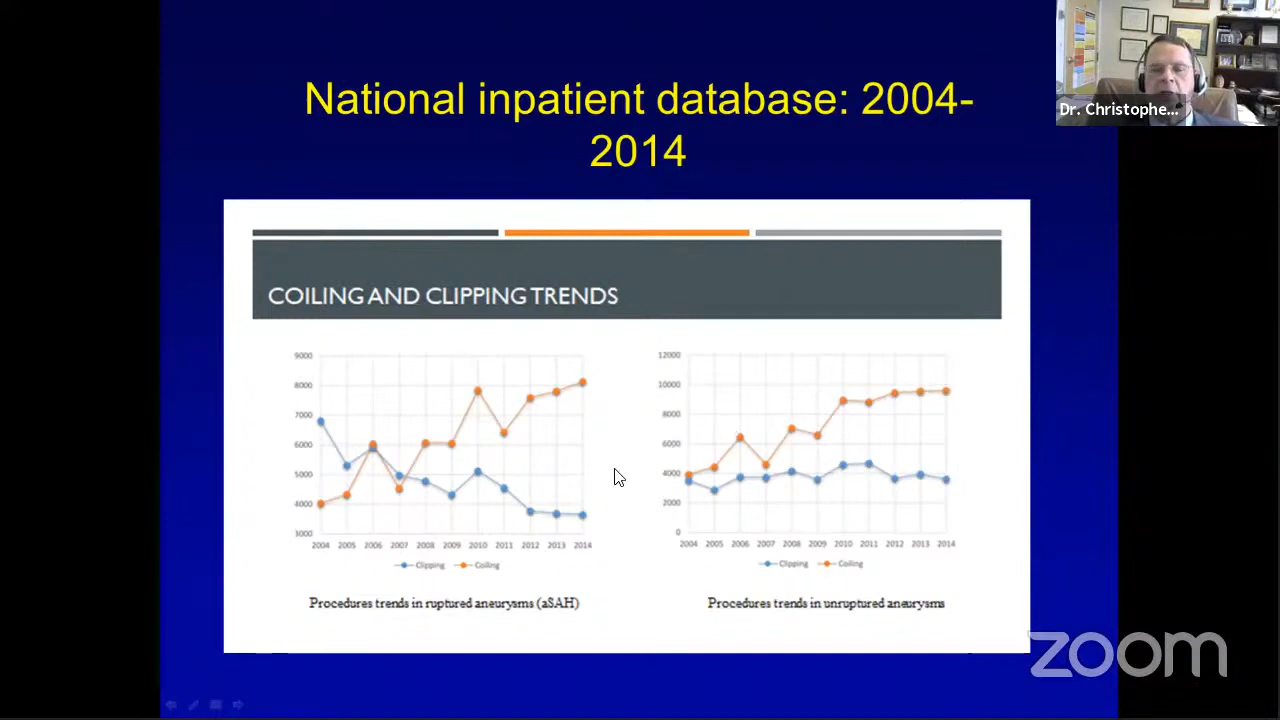 National inpatient database: 2004-
2014
Dr. Christophe...
COILING AND CLIPPING TRENDS
9000
8000
7000
6000
5000
4000
3000
2004 2005 2006 2007 2008 2009 2010 2011 2012 2013 2014
Clipping Coiling
Procedures trends in ruptured aneurysms (aSAH)
12000
10000
8000
6000
4000
2000
0
2004 2005 2006 2007 2008 2009 2010 2011 2012 2013 2014
Clipping Coiling
Procedures trends in unruptured aneurysms
zoom